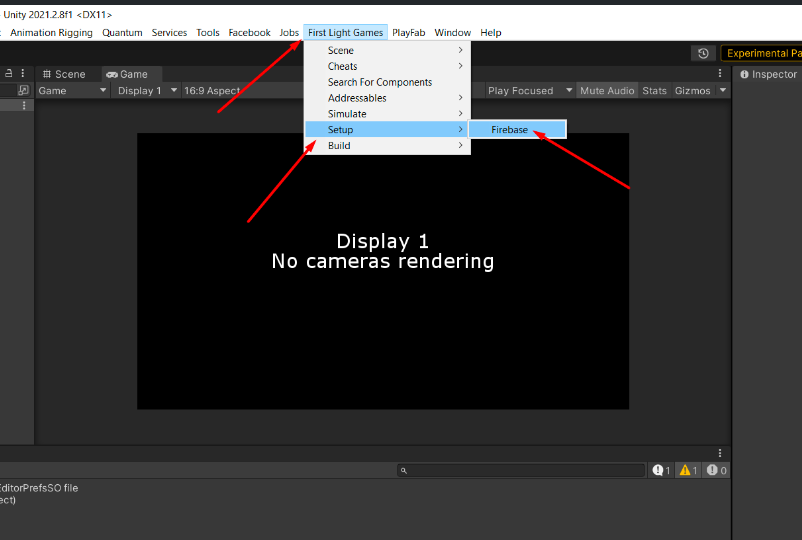 Unity 2021.2.8f1 <DX11>
Animation Rigging Quantum Services Tools Facebook Jobs First Light Games PlayFab Window Help
Experimental Pa
Scene
Cheats
Search For Components
Addressables
Simulate
Setup
Build
Firebase
Scene Game
Inspector
Game Display 1 16:9 Aspect Play Focused Mute Audio Stats Gizmos
Display 1
No cameras rendering
1 1 0
EditorPrefsSO file
ect)